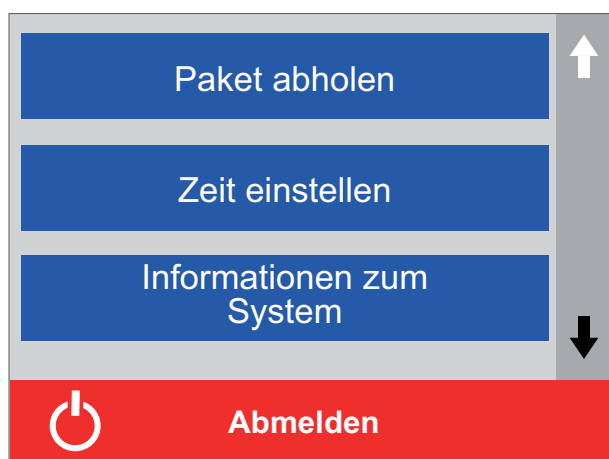 Paket abholen
Zeit einstellen
Informationen zum
System
Abmelden